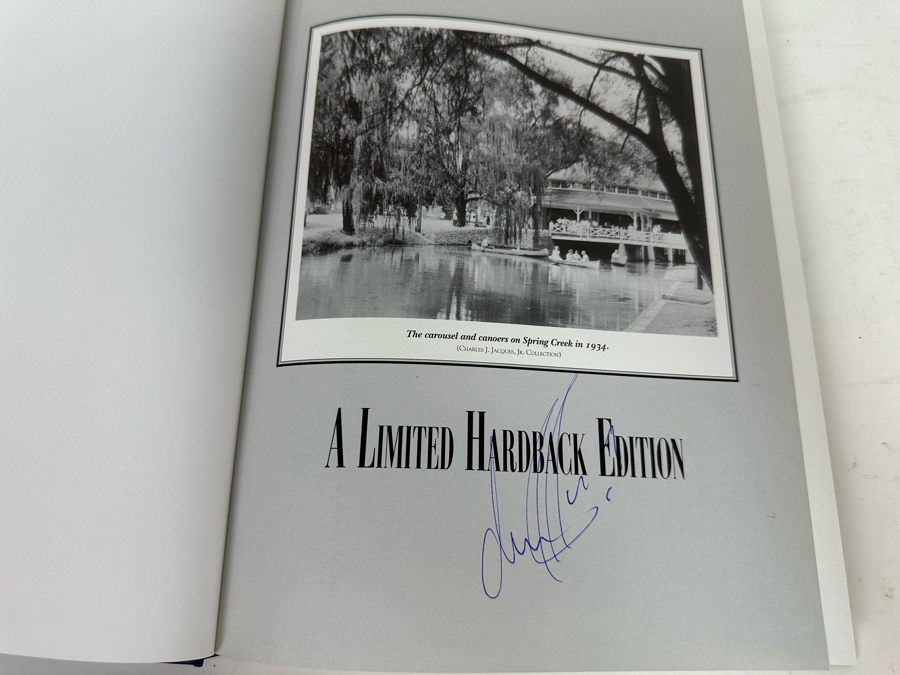 The carousel and canoers on Spring Creek in 1934.
(Charles J. Jacques, Jr. Collection)
A Limited Hardback Edition